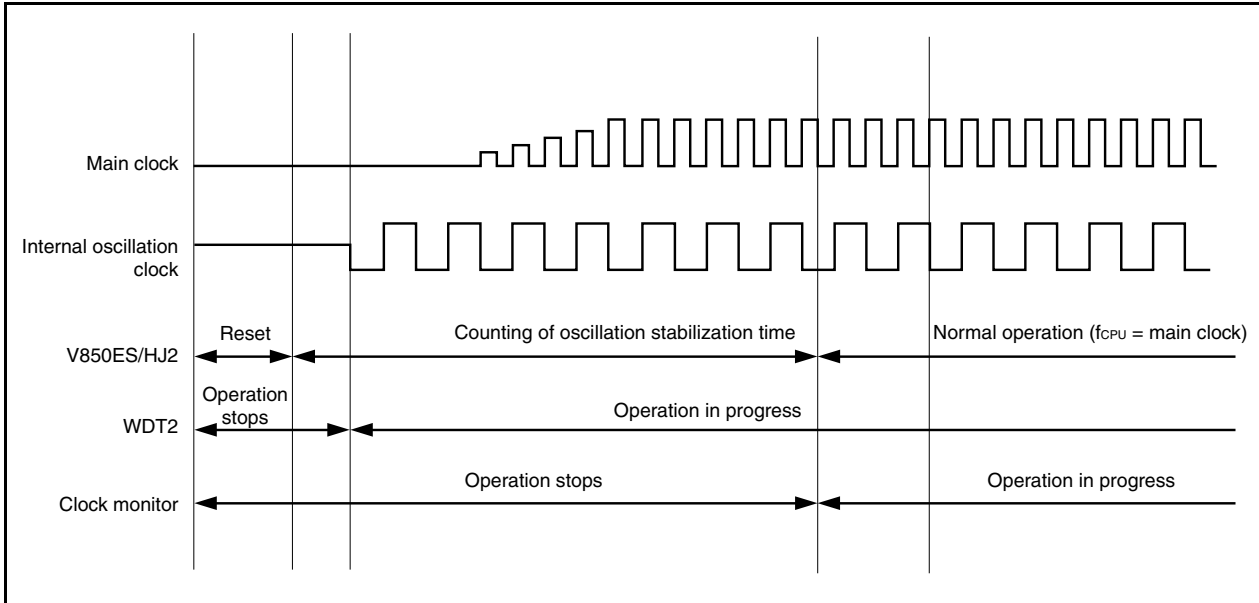 Main clock
Internal oscillation
clock
Reset
Counting of oscillation stabilization time
Normal operation (fCPU = main clock)
V850ES/HJ2
Operation
stops
Operation in progress
WDT2
Operation stops
Operation in progress
Clock monitor